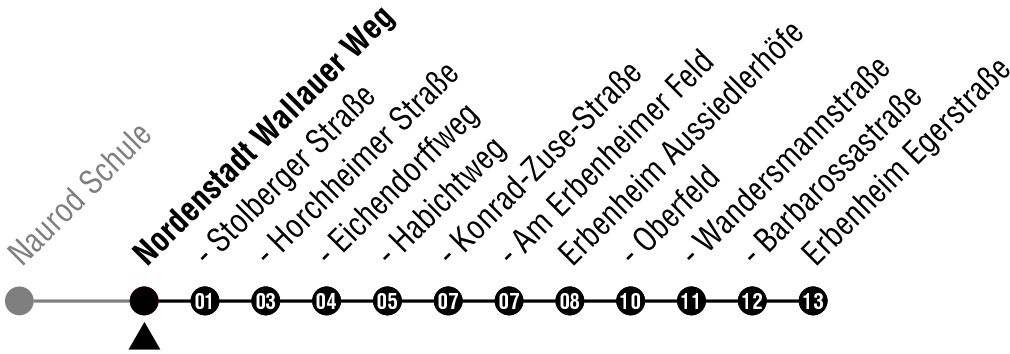 Naurod Schule
Nordenstadt Wallauer Weg
- Stolberger Straße
- Horchheimer Straße
- Eichendorffweg
- Habichtweg
- Konrad-Zuse-Straße
- Am Erbenheimer Feld
Erbenheim Aussiedlerhöfe
- Oberfeld
- Wandersmannstraße
- Barbarossastraße
Erbenheim Egerstraße
01 03 04 05 07 07 08 10 11 12 13